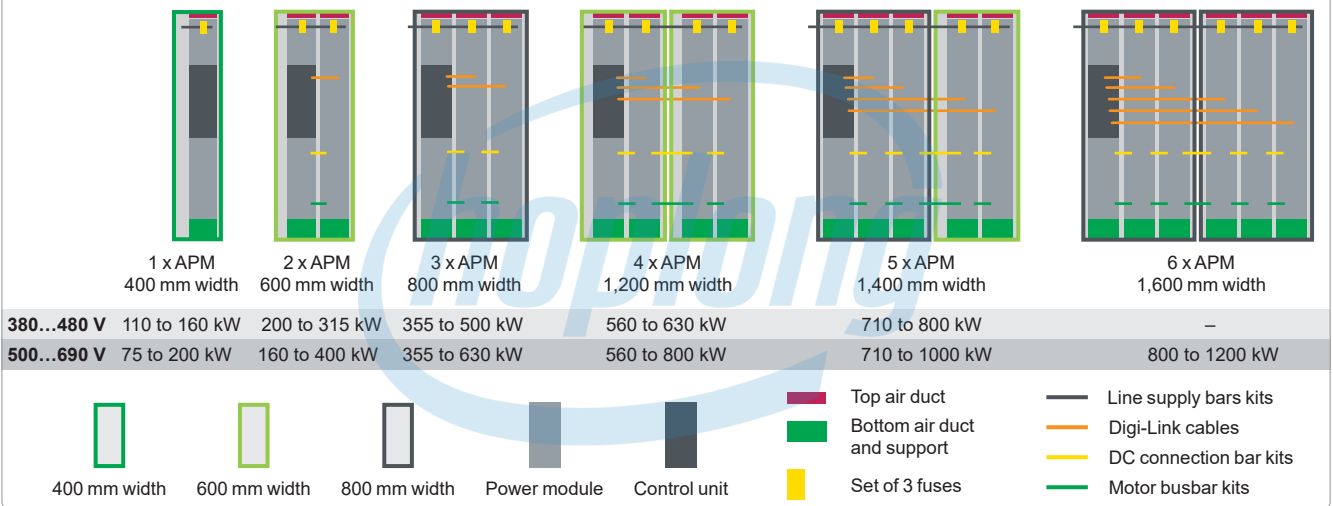 1 x APM
400 mm width
2 x APM
600 mm width
3 x APM
800 mm width
4 x APM
1,200 mm width
5 x APM
1,400 mm width
6 x APM
1,600 mm width
380…480 V 110 to 160 kW 200 to 315 kW 355 to 500 kW 560 to 630 kW 710 to 800 kW –
500…690 V 75 to 200 kW 160 to 400 kW 355 to 630 kW 560 to 800 kW 710 to 1000 kW 800 to 1200 kW
400 mm width
600 mm width
800 mm width
Power module
Control unit
Top air duct
Bottom air duct
and support
Set of 3 fuses
Line supply bars kits
Digi-Link cables
DC connection bar kits
Motor busbar kits
hoplong